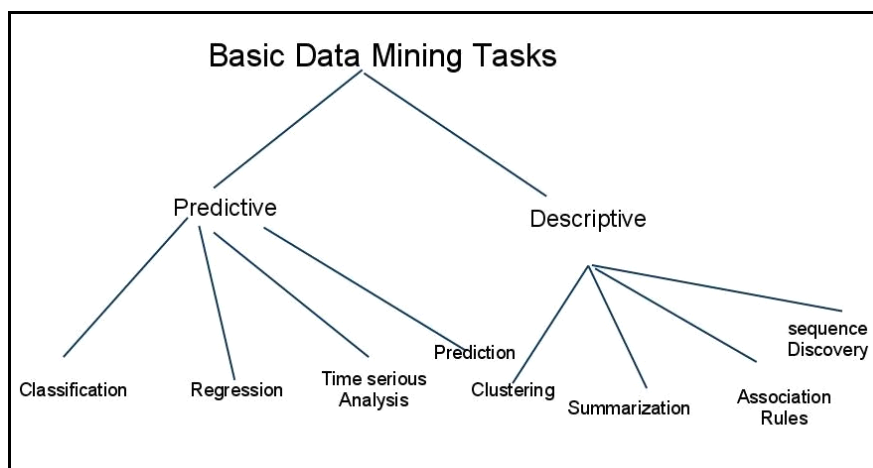 Basic Data Mining Tasks
Predictive
Descriptive
Classification
Regression
Time serious
Analysis
Prediction
Clustering
Summarization
Association
Rules
sequence
Discovery